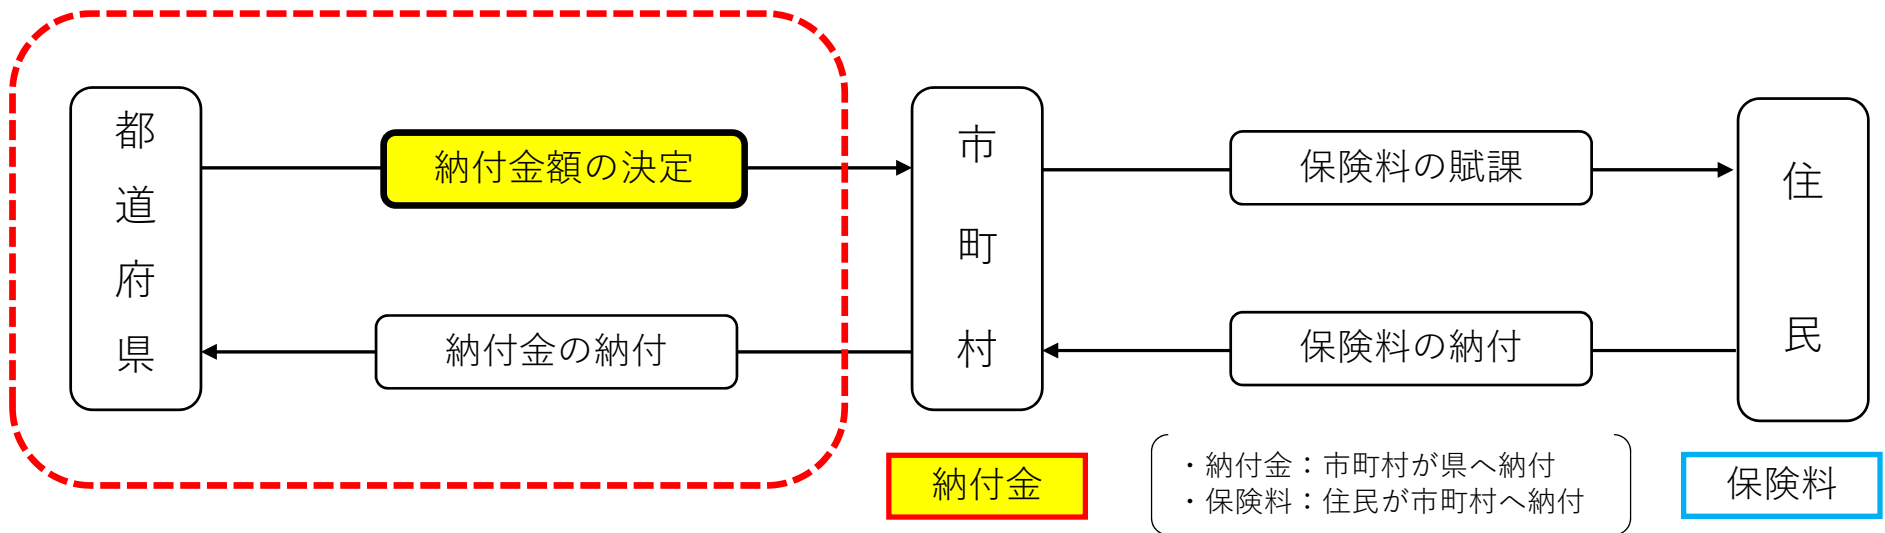 都道府県
納付金額の決定
納付金の納付
市町村
保険料の賦課
保険料の納付
住民
納付金
・納付金：市町村が県へ納付
・保険料：住民が市町村へ納付
保険料